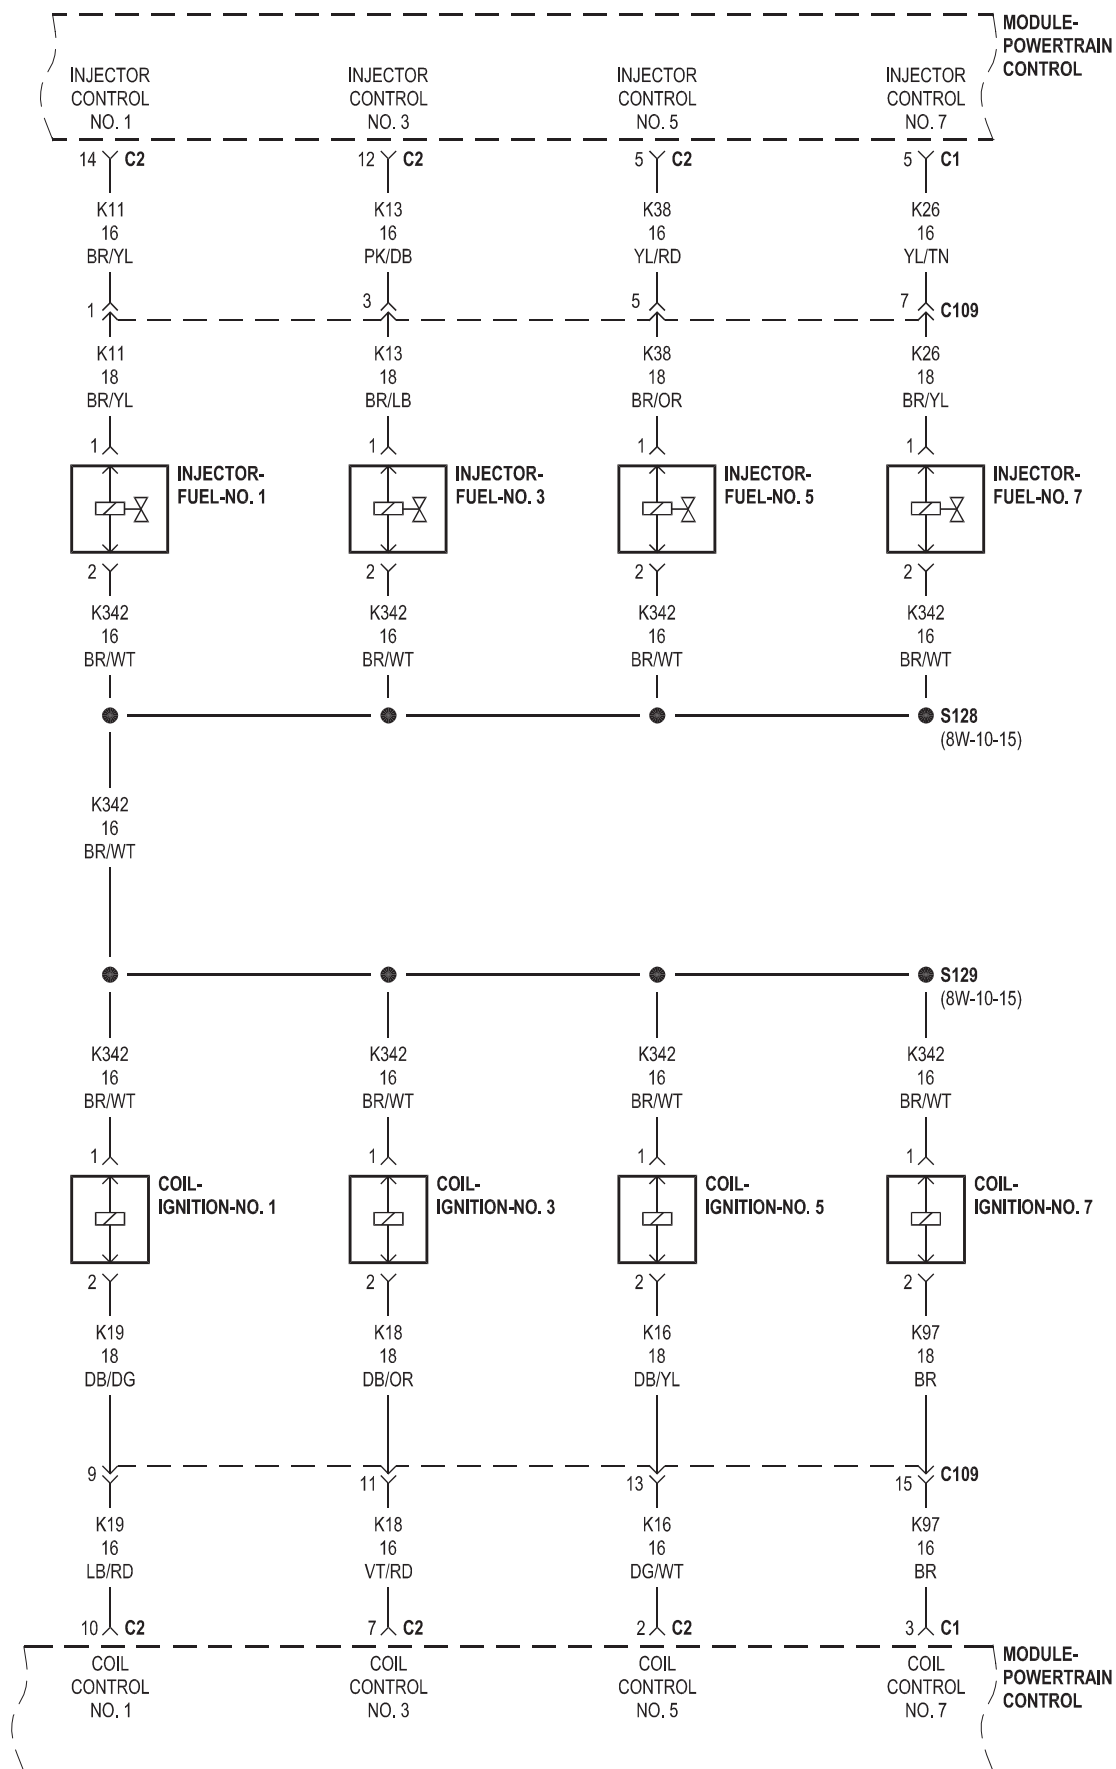 MODULE-
POWERTRAIN
CONTROL
INJECTOR
CONTROL
NO. 1
INJECTOR
CONTROL
NO. 3
INJECTOR
CONTROL
NO. 5
INJECTOR
CONTROL
NO. 7
14 C2
12 C2
5 C2
5 C1
K11
16
BR/YL
K13
16
PK/DB
K38
16
YL/RD
K26
16
YL/TN
1
3
5
7
C109
K11
18
BR/YL
K13
18
BR/LB
K38
18
BR/OR
K26
18
BR/YL
1
INJECTOR-
FUEL-NO. 1
2
1
INJECTOR-
FUEL-NO. 3
2
1
INJECTOR-
FUEL-NO. 5
2
1
INJECTOR-
FUEL-NO. 7
2
K342
16
BR/WT
K342
16
BR/WT
K342
16
BR/WT
K342
16
BR/WT
S128
(8W-10-15)
K342
16
BR/WT
S129
(8W-10-15)
K342
16
BR/WT
K342
16
BR/WT
K342
16
BR/WT
K342
16
BR/WT
1
COIL-
IGNITION-NO. 1
2
1
COIL-
IGNITION-NO. 3
2
1
COIL-
IGNITION-NO. 5
2
1
COIL-
IGNITION-NO. 7
2
K19
18
DB/DG
K18
18
DB/OR
K16
18
DB/YL
K97
18
BR
9
11
13
15
C109
K19
16
LB/RD
K18
16
VT/RD
K16
16
DG/WT
K97
16
BR
10 C2
7 C2
2 C2
3 C1
COIL
CONTROL
NO. 1
COIL
CONTROL
NO. 3
COIL
CONTROL
NO. 5
COIL
CONTROL
NO. 7
MODULE-
POWERTRAIN
CONTROL